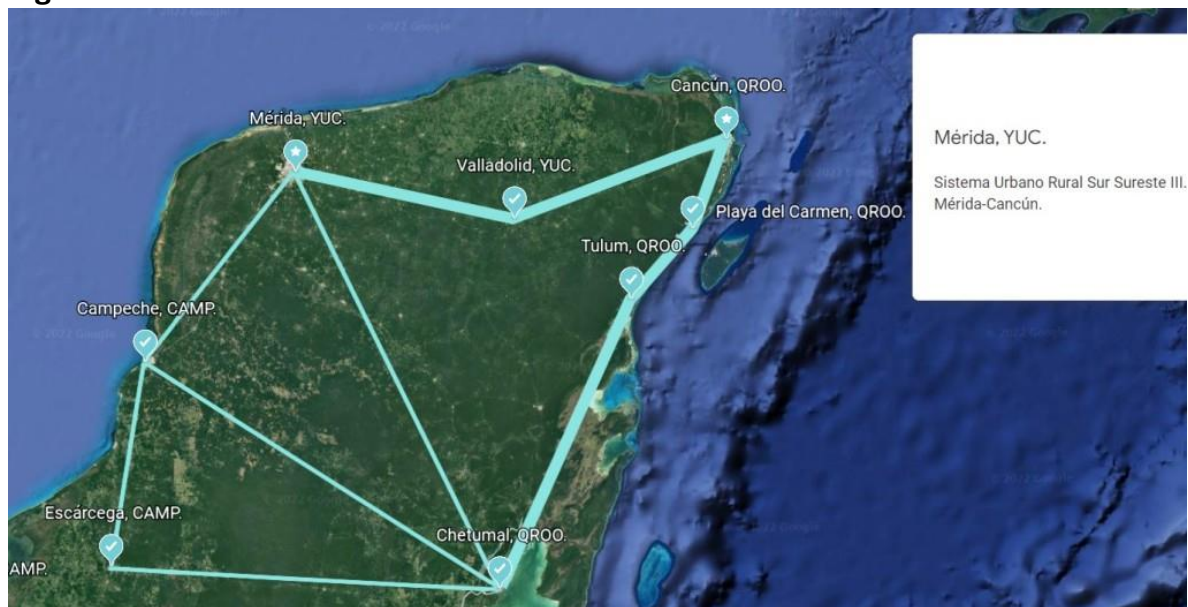 Cancún, QROO.
Mérida, YUC.
Valladolid, YUC.
Playa del Carmen, QROO.
Tulum, QROO.
Campeche, CAMP.
Escárcega, CAMP.
Chetumal, QROO.
AMP.
Mérida, YUC.
Sistema Urbano Rural Sur Sureste III.
Mérida-Cancún.